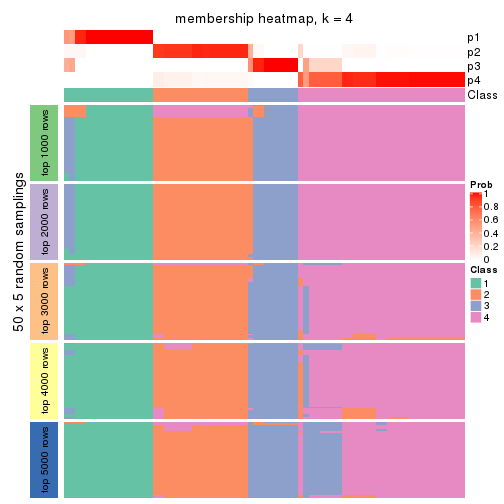 membership heatmap, k = 4
p1
p2
p3
p4
Class
50 x 5 random samplings
top 1000 rows
top 2000 rows
top 3000 rows
top 4000 rows
top 5000 rows
Prob
1
0.8
0.6
0.4
0.2
0
Class
1
2
3
4